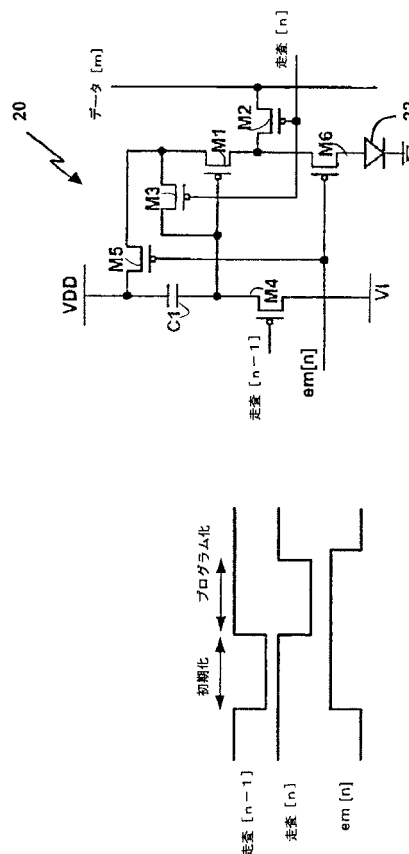 20
データ［m］
走査［n］
VDD
M5
M3
M1
M2
C1
M4
M6
22
走査［n－1］
VI
em[n]
初期化
プログラム化
走査［n－1］
走査［n］
em［n］